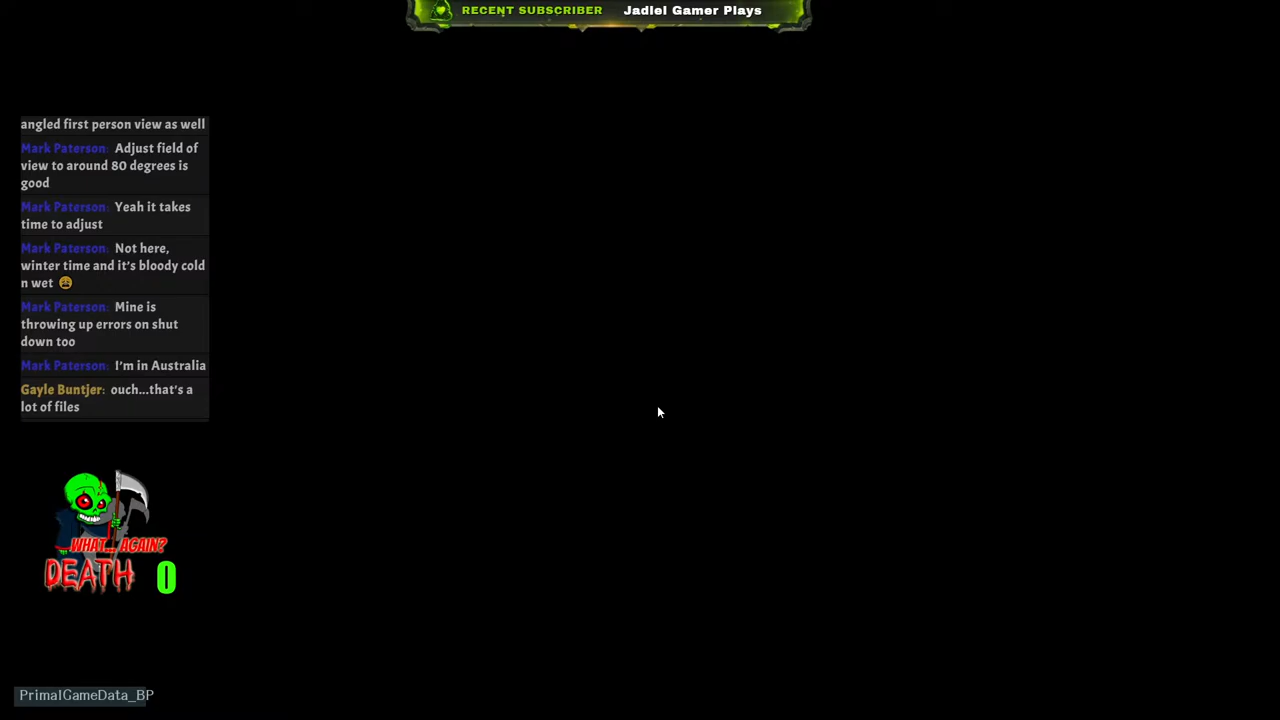 RECENT SUBSCRIBER Jadiel Gamer Plays
angled first person view as well
Mark Paterson: Adjust field of
view to around 80 degrees is
good
Mark Paterson: Yeah it takes
time to adjust
Mark Paterson: Not here,
winter time and it's bloody cold
n wet
Mark Paterson: Mine is
throwing up errors on shut
down too
Mark Paterson: I'm in Australia
Gayle Buntjer: ouch...that's a
lot of files
WHAT... AGAIN?
DEATH 0
PrimalGameData_BP